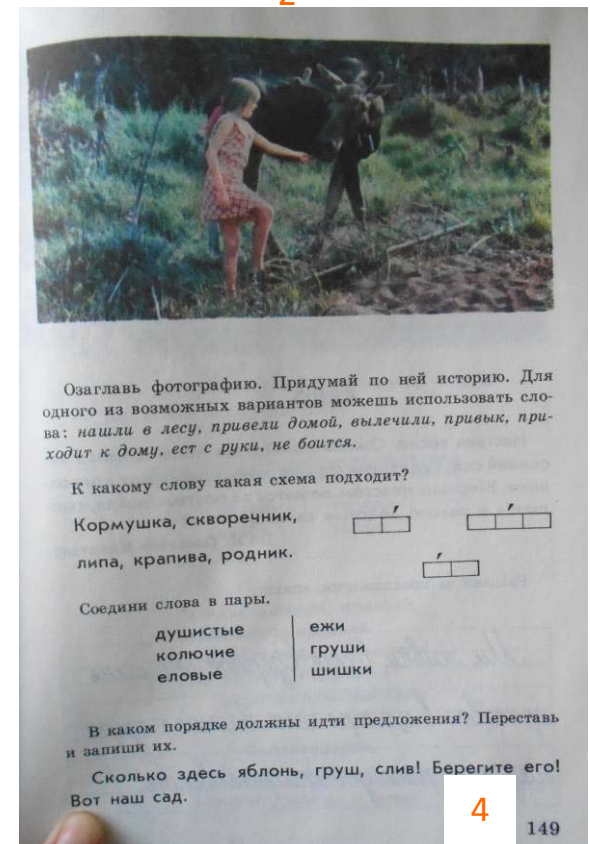 2
Озаглавь фотографию. Придумай по ней историю. Для
одного из возможных вариантов можешь использовать сло-
ва: нашли в лесу, привели домой, вылечили, привык, при-
ходит к дому, ест с руки, не боится.
К какому слову какая схема подходит?
Кормушка, скворечник,
липа, крапива, родник.
Соедини слова в пары.
душистые ежи
колючие груши
еловые шишки
В каком порядке должны идти предложения? Переставь
и запиши их.
Сколько здесь яблонь, груш, слив! Берегите его!
Вот наш сад.
4
149